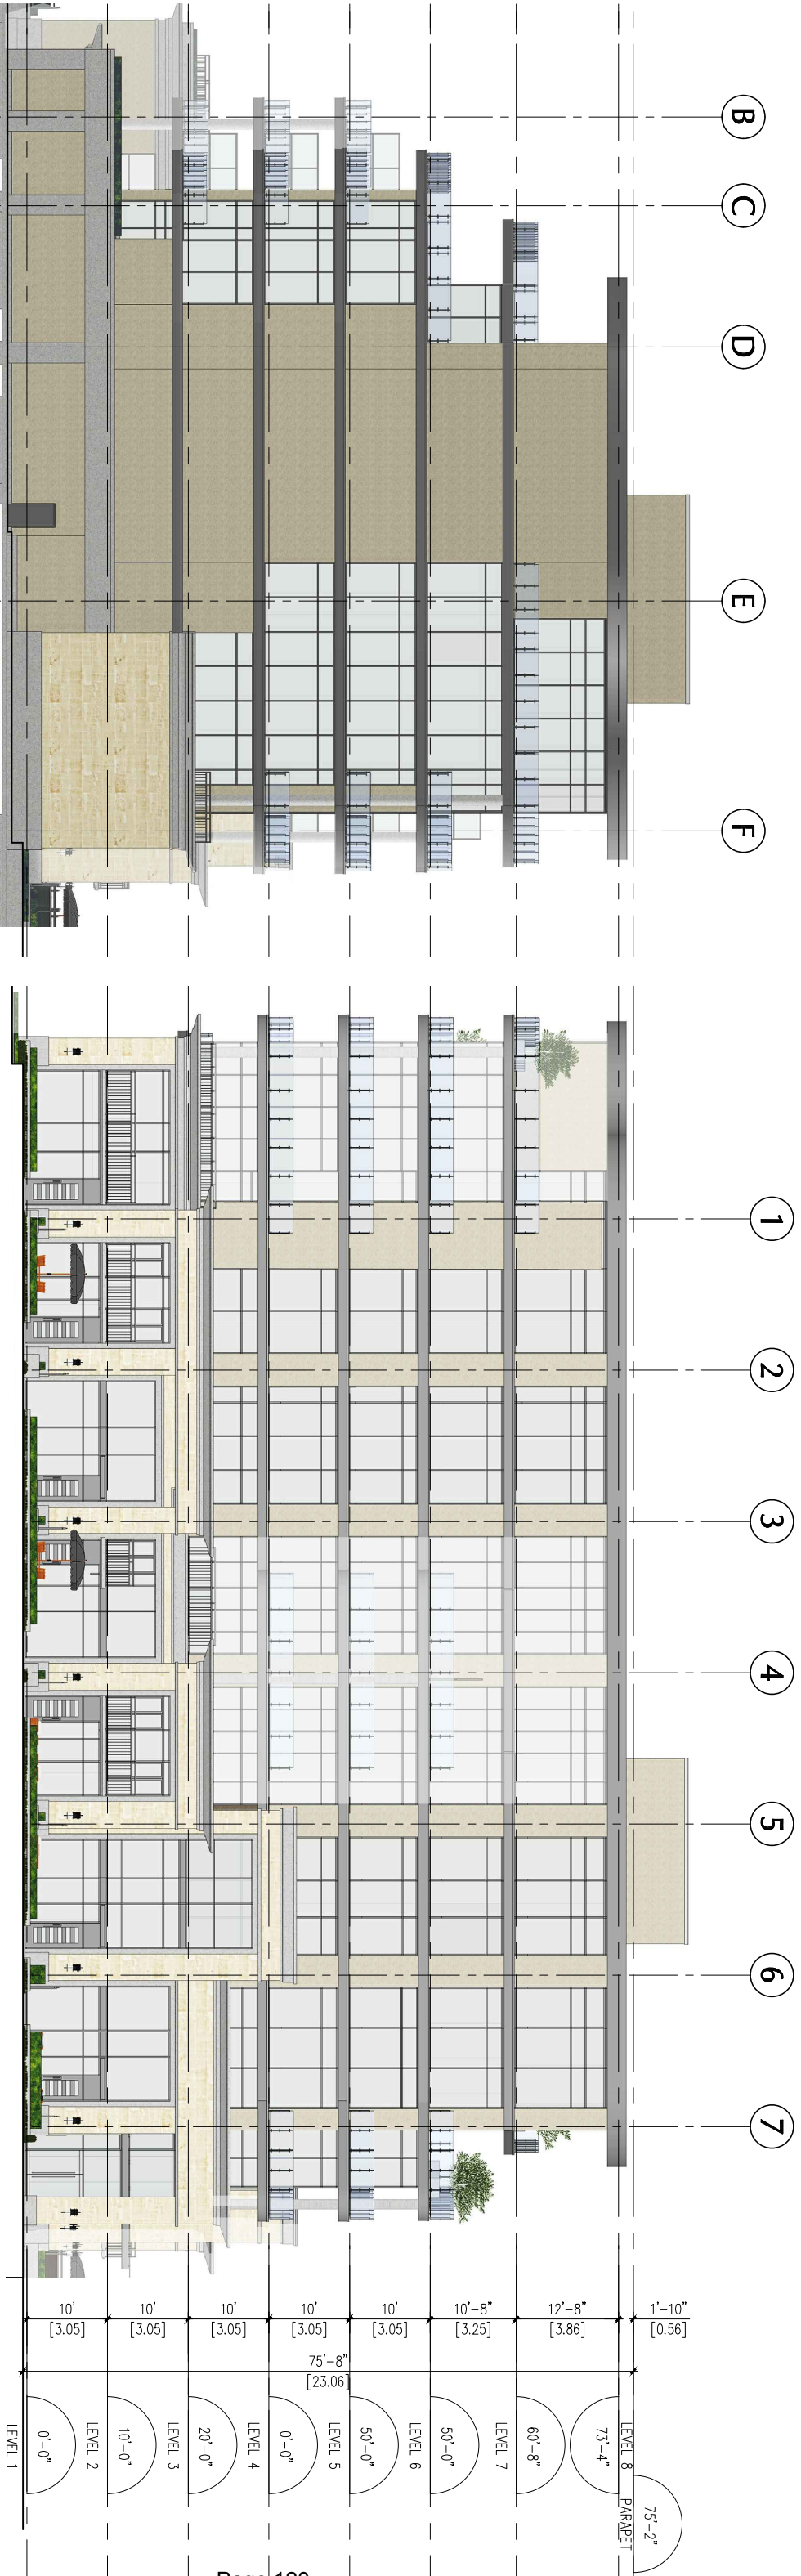 B
C
D
E
F
1
2
3
4
5
6
7
1'-10"
[0.56]
12'-8"
[3.86]
10'-8"
[3.25]
10'
[3.05]
10'
[3.05]
10'
[3.05]
10'
[3.05]
10'
[3.05]
75'-8"
[23.06]
75'-2"
PARAPET
LEVEL 8
73'-4"
60'-8"
LEVEL 7
50'-0"
LEVEL 6
50'-0"
LEVEL 5
0'-0"
LEVEL 4
20'-0"
LEVEL 3
10'-0"
LEVEL 2
0'-0"
LEVEL 1
Page